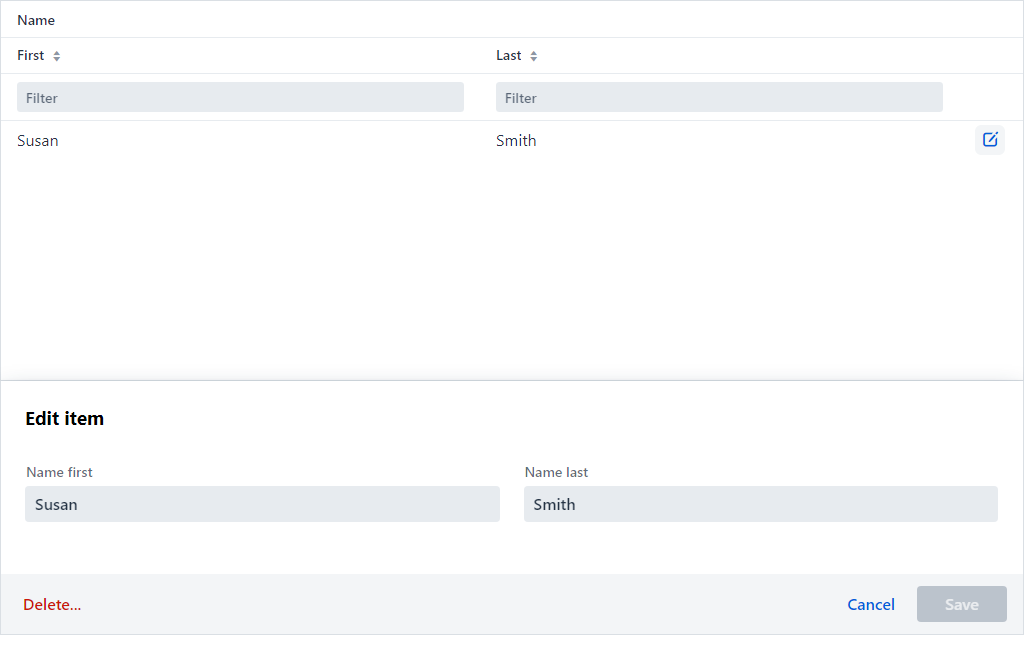 Name
First Last
Filter Filter
Susan Smith
Edit item
Name first Name last
Susan Smith
Delete... Cancel Save